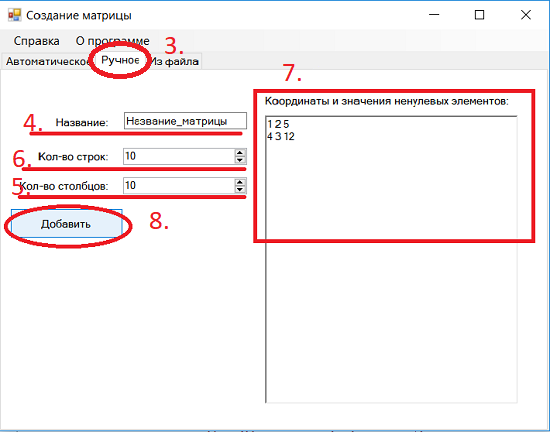 Создание матрицы
Справка О программе
3.
Автоматическое Ручное Из файла
7.
Координаты и значения ненулевых элементов:
4. Название: Название_матрицы
1 2 5
4 3 12
6. Кол-во строк: 10
5. Кол-во столбцов: 10
Добавить 8.